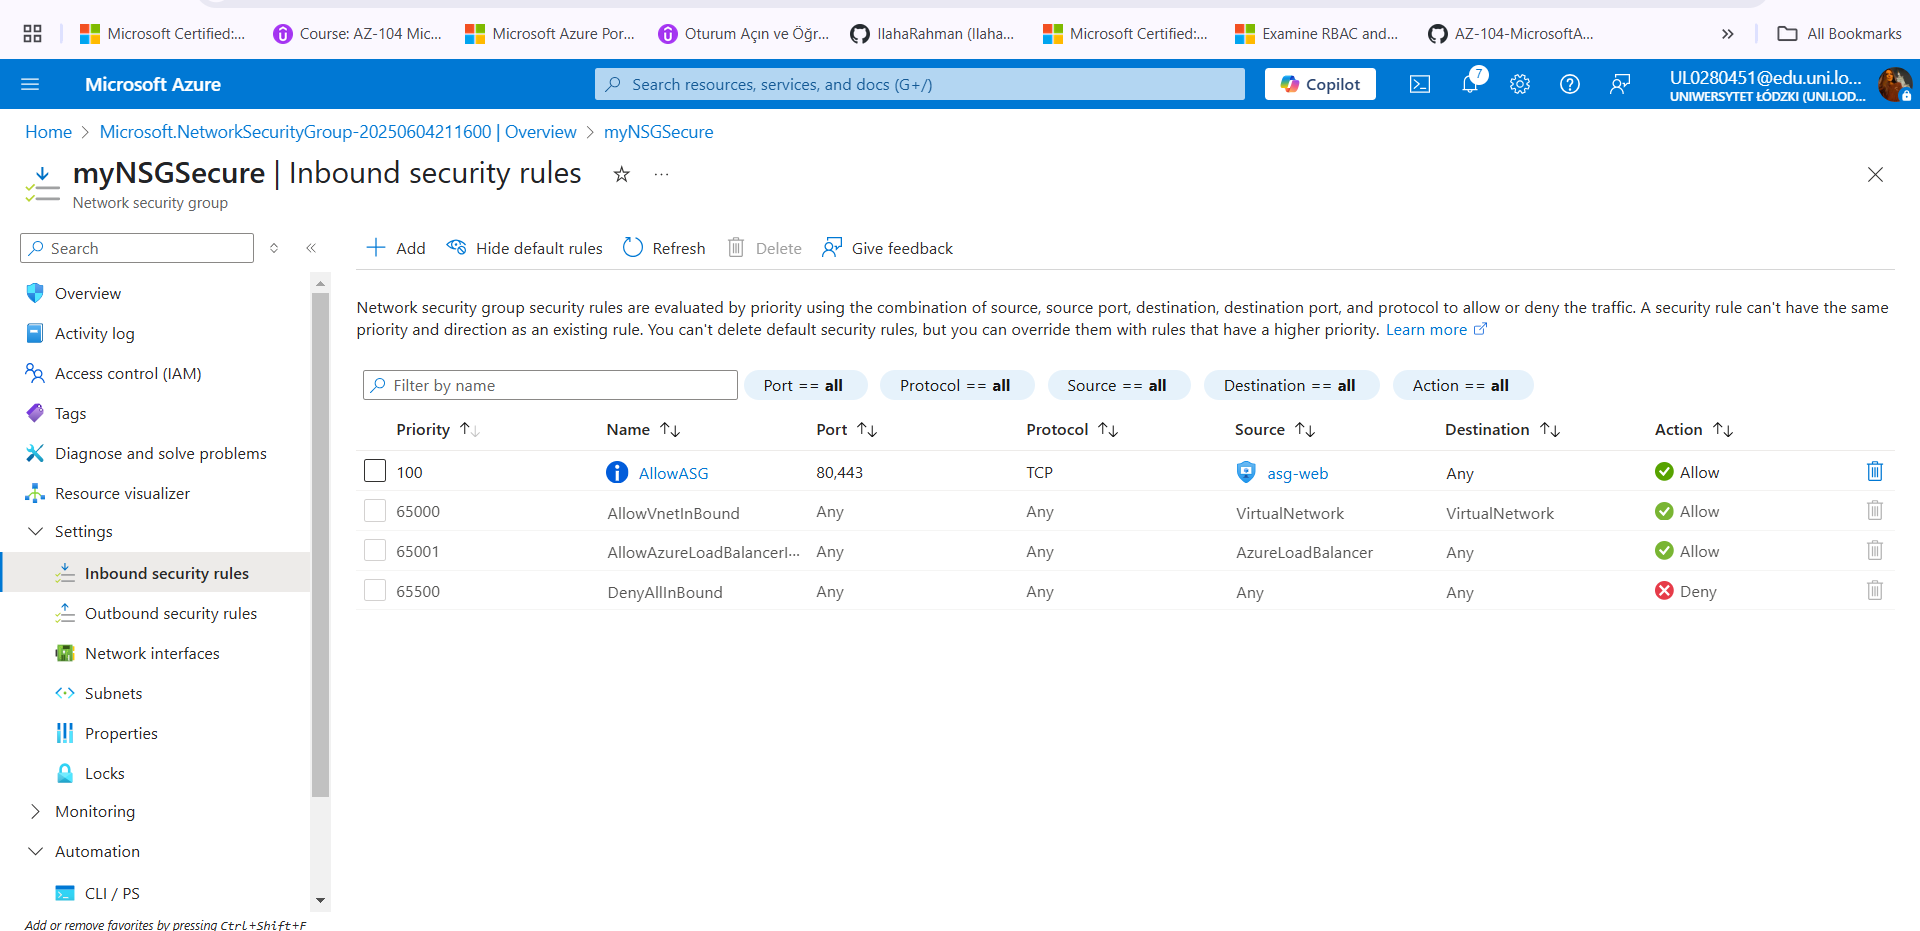 Microsoft Certified:... Course: AZ-104 Mic... Microsoft Azure Por... Oturum Açın ve Öğr... IlahaRahman (Ilaha... Microsoft Certified:... Examine RBAC and... AZ-104-MicrosoftA... » All Bookmarks
Microsoft Azure
Search resources, services, and docs (G+/)
Copilot
7
UL0280451@edu.uni.lo...
UNIWERSYTET ŁÓDZKI (UNI.LOD...
Home > Microsoft.NetworkSecurityGroup-20250604211600 | Overview > myNSGSecure
myNSGSecure | Inbound security rules ...
Network security group
Search
Overview
Activity log
Access control (IAM)
Tags
Diagnose and solve problems
Resource visualizer
Settings
Inbound security rules
Outbound security rules
Network interfaces
Subnets
Properties
Locks
Monitoring
Automation
CLI / PS
Add or remove favorites by pressing Ctrl+Shift+F
Add Hide default rules Refresh Delete Give feedback
Network security group security rules are evaluated by priority using the combination of source, source port, destination, destination port, and protocol to allow or deny the traffic. A security rule can't have the same
priority and direction as an existing rule. You can't delete default security rules, but you can override them with rules that have a higher priority. Learn more
Filter by name Port == all Protocol == all Source == all Destination == all Action == all
Priority Name Port Protocol Source Destination Action
100 AllowASG 80,443 TCP asg-web Any Allow
65000 AllowVnetInBound Any Any VirtualNetwork VirtualNetwork Allow
65001 AllowAzureLoadBalancerI... Any Any AzureLoadBalancer Any Allow
65500 DenyAllInBound Any Any Any Any Deny